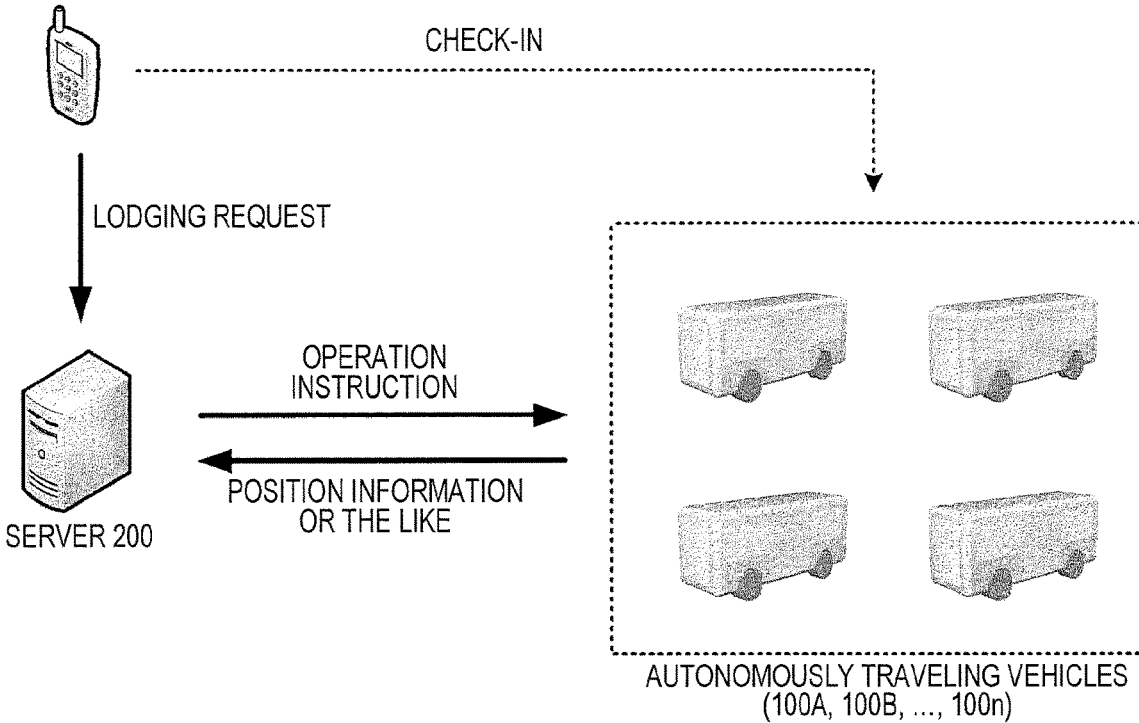 CHECK-IN
LODGING REQUEST
OPERATION
INSTRUCTION
POSITION INFORMATION
OR THE LIKE
SERVER 200
AUTONOMOUSLY TRAVELING VEHICLES
(100A, 100B, ..., 100n)